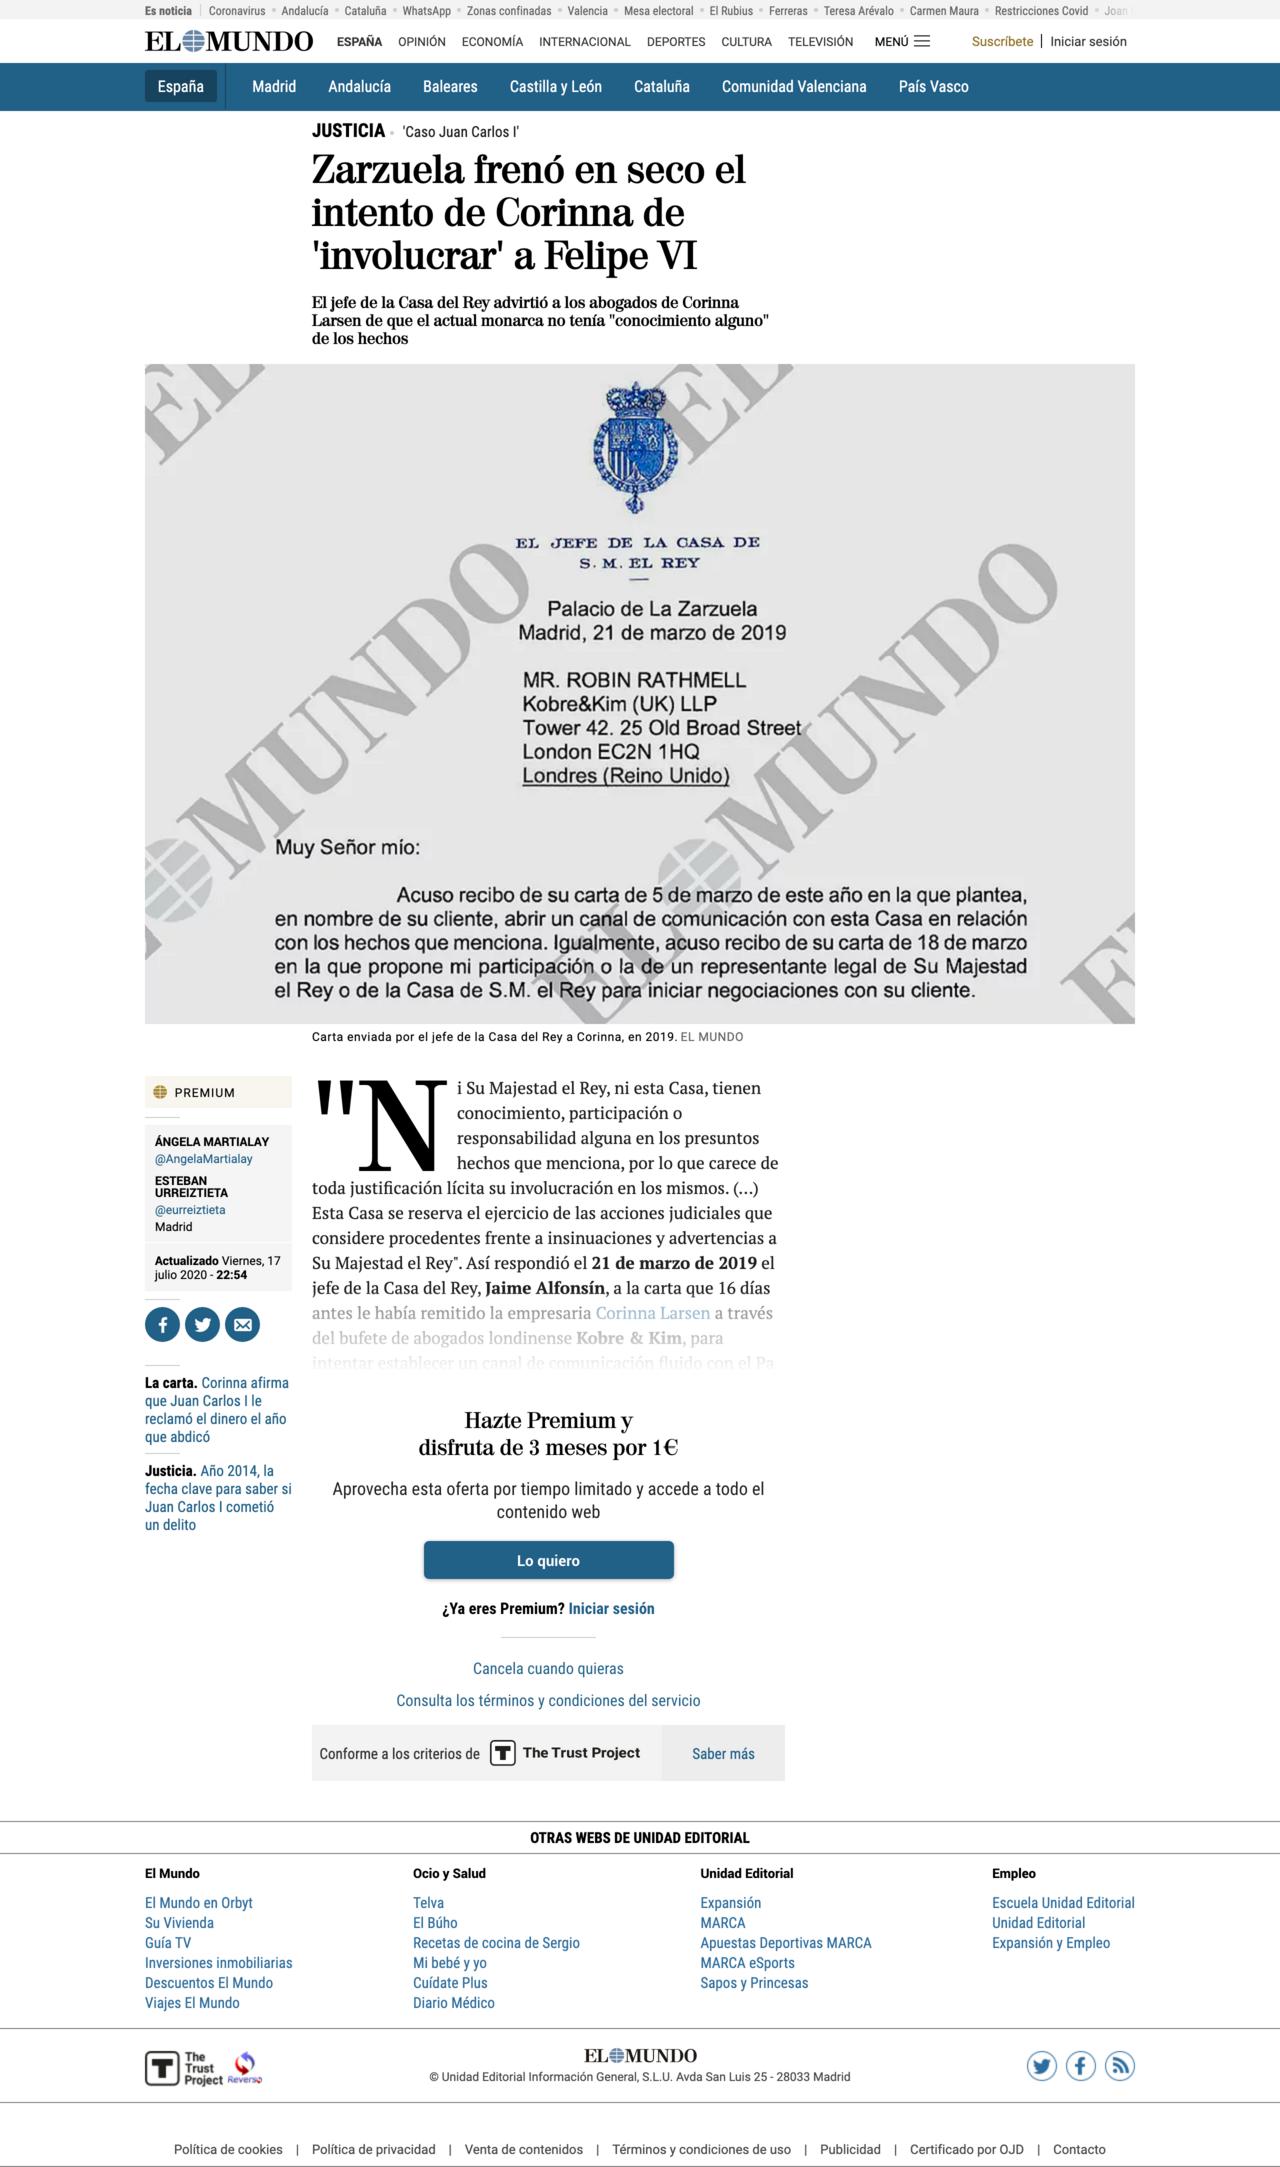 Es noticia Coronavirus Andalucía Cataluña WhatsApp Zonas confinadas Valencia Mesa electoral El Rubius Ferreras Teresa Arévalo Carmen Maura Restricciones Covid Joan
EL MUNDO ESPAÑA OPINIÓN ECONOMÍA INTERNACIONAL DEPORTES CULTURA TELEVISIÓN MENÚ Suscríbete | Iniciar sesión
España Madrid Andalucía Baleares Castilla y León Cataluña Comunidad Valenciana País Vasco
JUSTICIA 'Caso Juan Carlos I'
Zarzuela frenó en seco el
intento de Corinna de
'involucrar' a Felipe VI
El jefe de la Casa del Rey advirtió a los abogados de Corinna
Larsen de que el actual monarca no tenía "conocimiento alguno"
de los hechos
EL MUNDO
EL MUNDO
EL JEFE DE LA CASA DE
S. M. EL REY
Palacio de La Zarzuela
Madrid, 21 de marzo de 2019
MR. ROBIN RATHMELL
Kobre&Kim (UK) LLP
Tower 42. 25 Old Broad Street
London EC2N 1HQ
Londres (Reino Unido)
Muy Señor mío:
Acuso recibo de su carta de 5 de marzo de este año en la que plantea,
en nombre de su cliente, abrir un canal de comunicación con esta Casa en relación
con los hechos que menciona. Igualmente, acuso recibo de su carta de 18 de marzo
en la que propone mi participación o la de un representante legal de Su Majestad
el Rey o de la Casa de S.M. el Rey para iniciar negociaciones con su cliente.
Carta enviada por el jefe de la Casa del Rey a Corinna, en 2019. EL MUNDO
PREMIUM
ÁNGELA MARTIALAY
@AngelaMartialay
ESTEBAN
URREIZTIETA
@eurreiztieta
Madrid
Actualizado Viernes, 17
julio 2020 - 22:54
La carta. Corinna afirma
que Juan Carlos I le
reclamó el dinero el año
que abdicó
Justicia. Año 2014, la
fecha clave para saber si
Juan Carlos I cometió
un delito
"Ni Su Majestad el Rey, ni esta Casa, tienen
conocimiento, participación o
responsabilidad alguna en los presuntos
hechos que menciona, por lo que carece de
toda justificación lícita su involucración en los mismos. (...)
Esta Casa se reserva el ejercicio de las acciones judiciales que
considere procedentes frente a insinuaciones y advertencias a
Su Majestad el Rey". Así respondió el 21 de marzo de 2019 el
jefe de la Casa del Rey, Jaime Alfonsín, a la carta que 16 días
antes le había remitido la empresaria Corinna Larsen a través
del bufete de abogados londinense Kobre & Kim, para
intentar establecer un canal de comunicación fluido con el Pa
Hazte Premium y
disfruta de 3 meses por 1€
Aprovecha esta oferta por tiempo limitado y accede a todo el
contenido web
Lo quiero
¿Ya eres Premium? Iniciar sesión
Cancela cuando quieras
Consulta los términos y condiciones del servicio
Conforme a los criterios de T The Trust Project Saber más
OTRAS WEBS DE UNIDAD EDITORIAL
El Mundo
El Mundo en Orbyt
Su Vivienda
Guía TV
Inversiones inmobiliarias
Descuentos El Mundo
Viajes El Mundo
Ocio y Salud
Telva
El Búho
Recetas de cocina de Sergio
Mi bebé y yo
Cuídate Plus
Diario Médico
Unidad Editorial
Expansión
MARCA
Apuestas Deportivas MARCA
MARCA eSports
Sapos y Princesas
Empleo
Escuela Unidad Editorial
Unidad Editorial
Expansión y Empleo
T The
Trust
Project
Reverso
EL MUNDO
© Unidad Editorial Información General, S.L.U. Avda San Luis 25 - 28033 Madrid
Política de cookies | Política de privacidad | Venta de contenidos | Términos y condiciones de uso | Publicidad | Certificado por OJD | Contacto